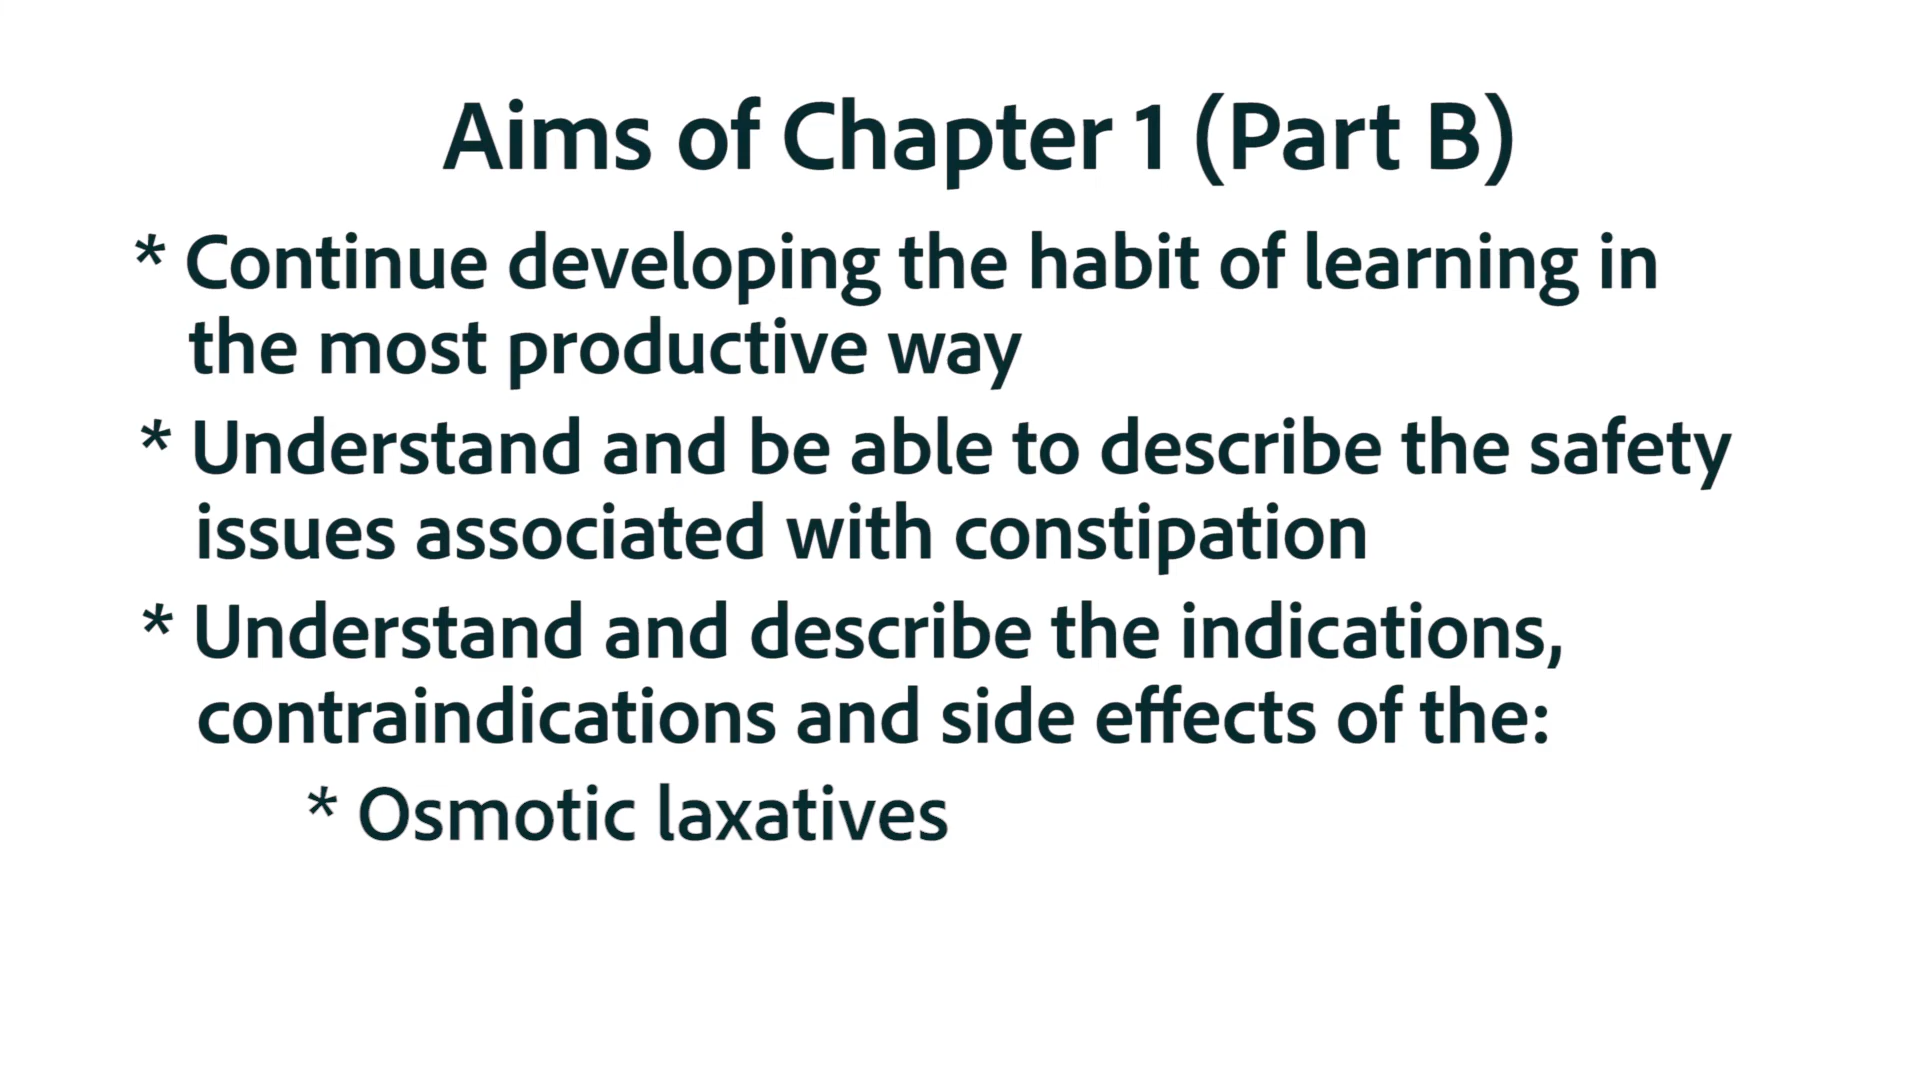 Aims of Chapter 1 (Part B)
* Continue developing the habit of learning in
the most productive way
* Understand and be able to describe the safety
issues associated with constipation
* Understand and describe the indications,
contraindications and side effects of the:
* Osmotic laxatives